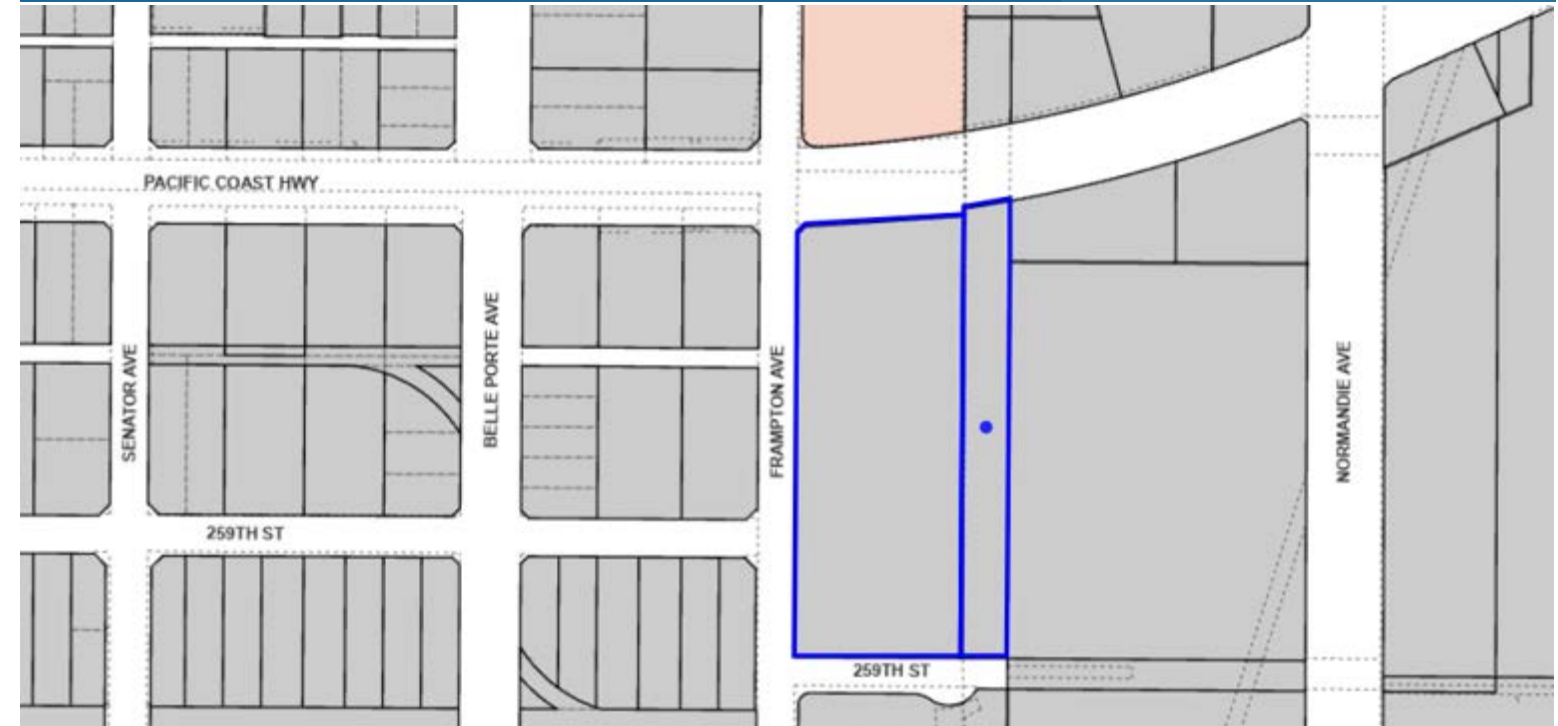 PACIFIC COAST HWY
SENATOR AVE
BELLE PORTE AVE
FRAMPTON AVE
NORMANDIE AVE
259TH ST
259TH ST